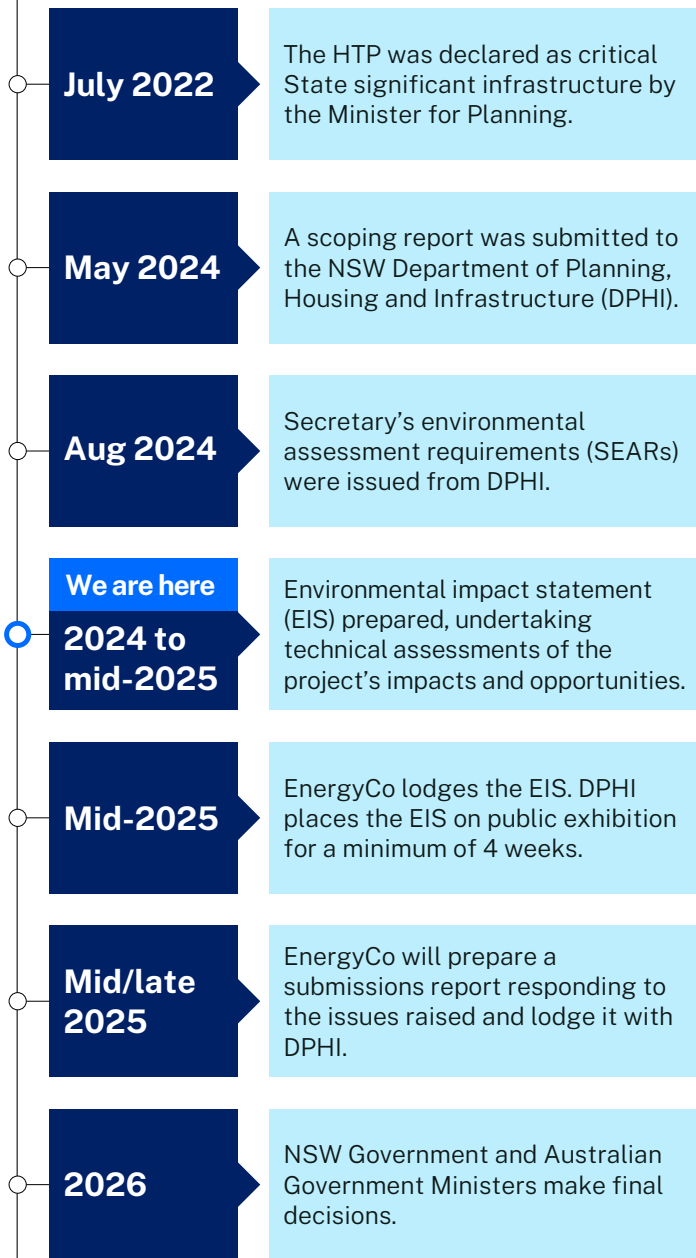 July 2022
The HTP was declared as critical
State significant infrastructure by
the Minister for Planning.
May 2024
A scoping report was submitted to
the NSW Department of Planning,
Housing and Infrastructure (DPHI).
Aug 2024
Secretary’s environmental
assessment requirements (SEARs)
were issued from DPHI.
We are here
2024 to
mid-2025
Environmental impact statement
(EIS) prepared, undertaking
technical assessments of the
project’s impacts and opportunities.
Mid-2025
EnergyCo lodges the EIS. DPHI
places the EIS on public exhibition
for a minimum of 4 weeks.
Mid/late
2025
EnergyCo will prepare a
submissions report responding to
the issues raised and lodge it with
DPHI.
2026
NSW Government and Australian
Government Ministers make final
decisions.